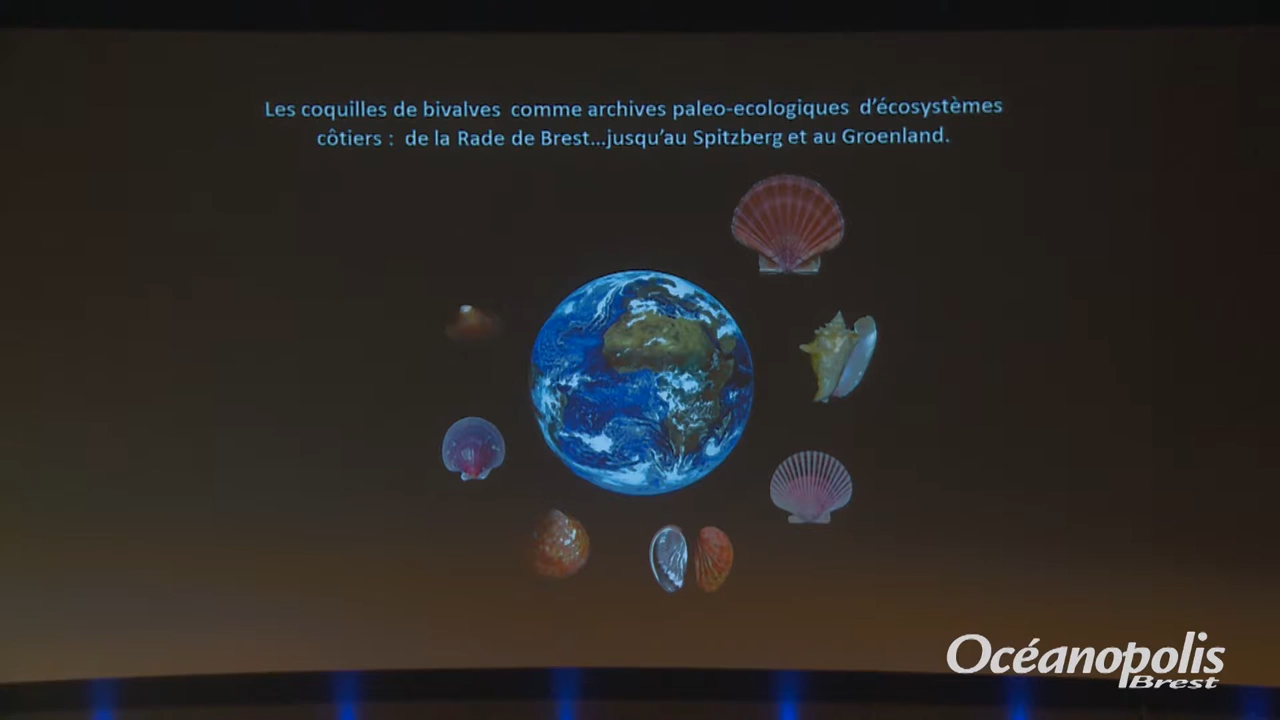 Les coquilles de bivalves comme archives paleo-ecologiques d'écosystèmes
côtiers : de la Rade de Brest...jusqu'au Spitzberg et au Groenland.
Océanopolis
Brest